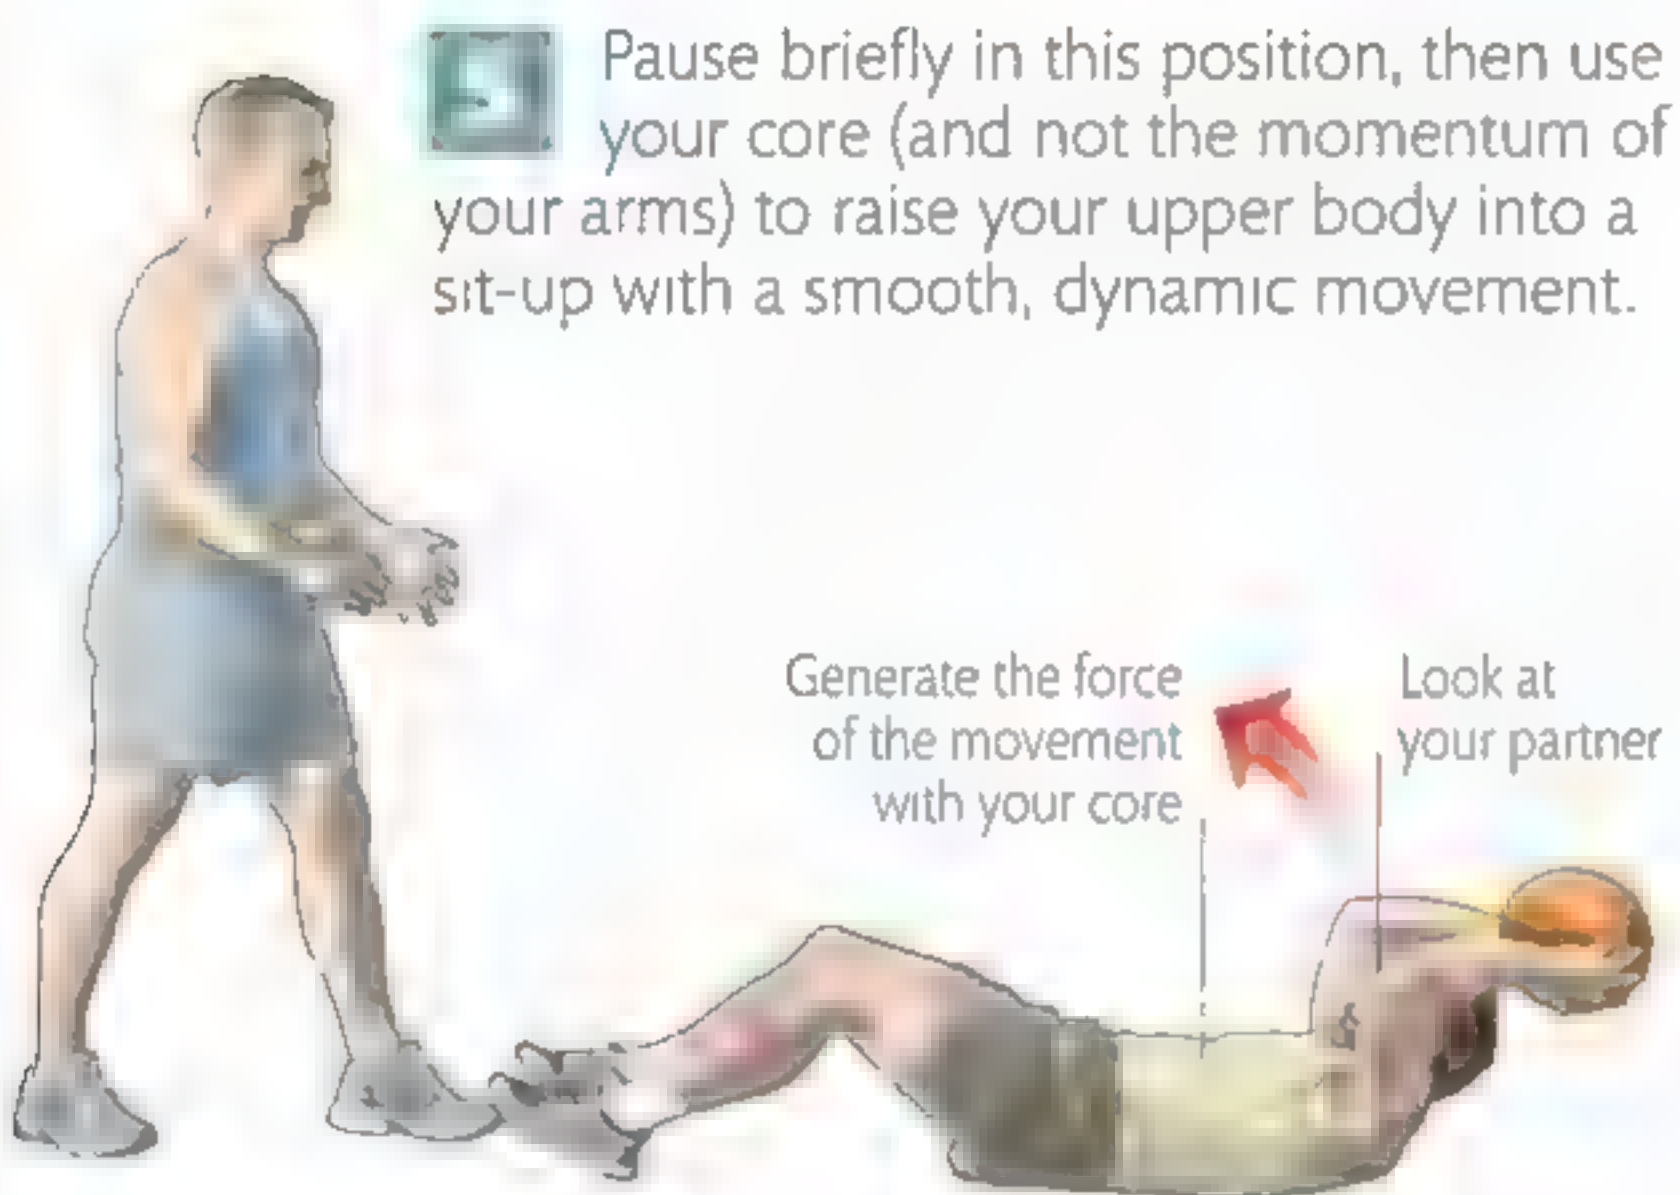 Pause briefly in this position, then use
your core (and not the momentum of
your arms) to raise your upper body into a
sit-up with a smooth, dynamic movement.
Generate the force
of the movement
with your core
Look at
your partner